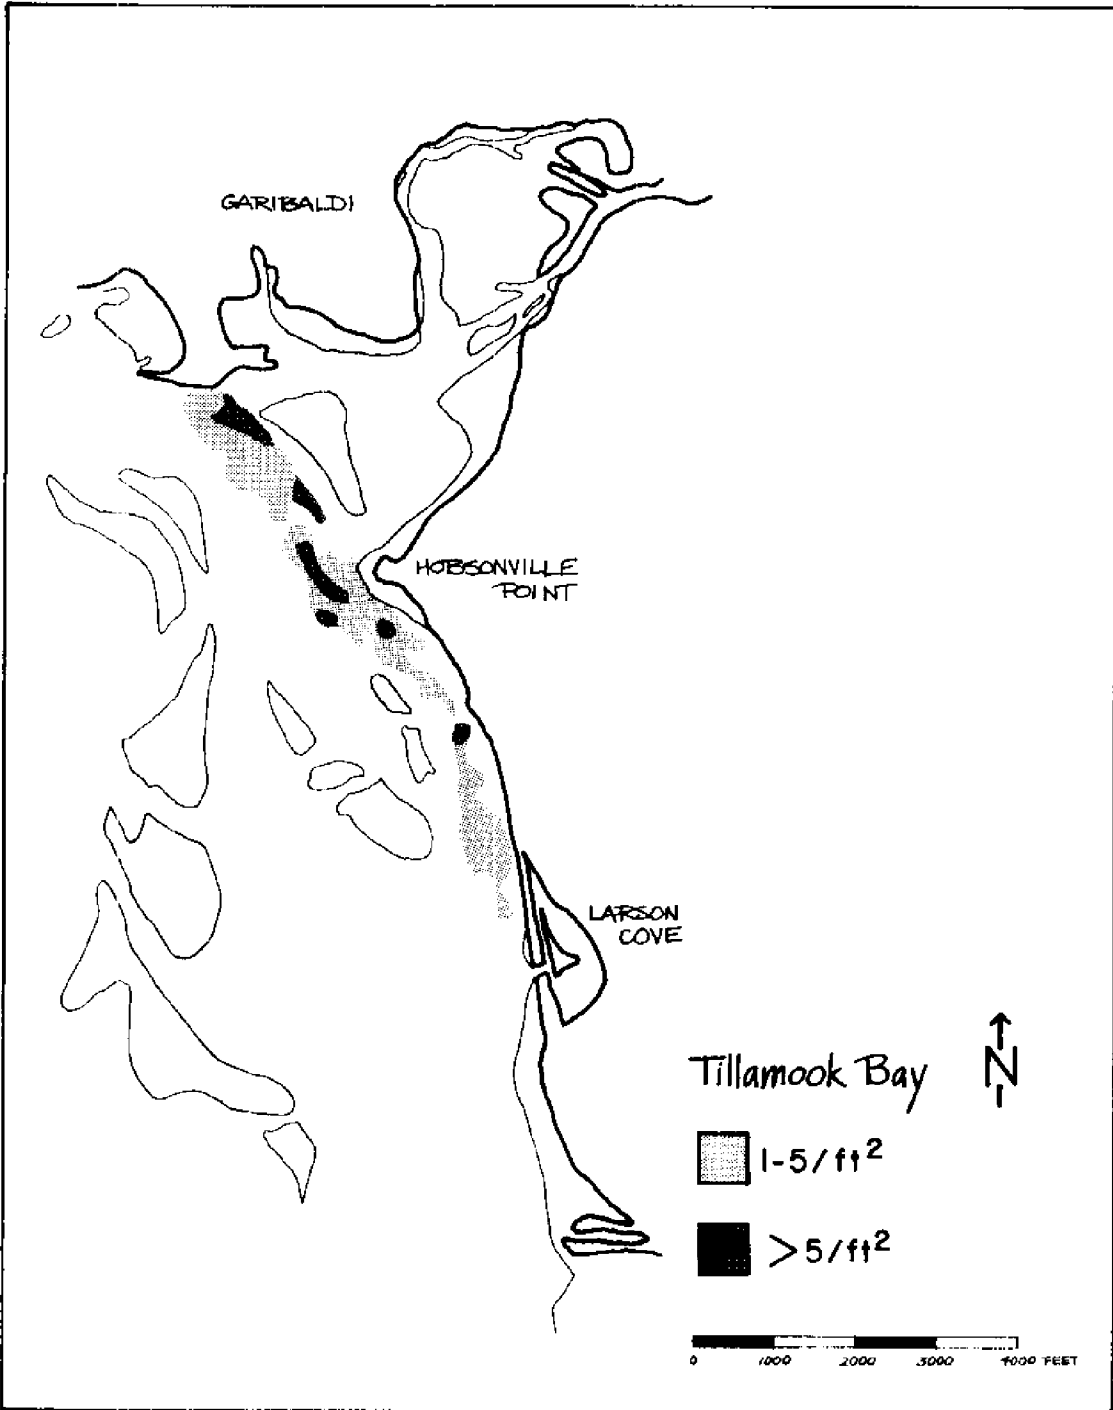 GARIBALDI
HOBSONVILLE
POINT
LARSON
COVE
Tillamook Bay
N
1-5/ft²
>5/ft²
0 1000 2000 3000 4000 FEET